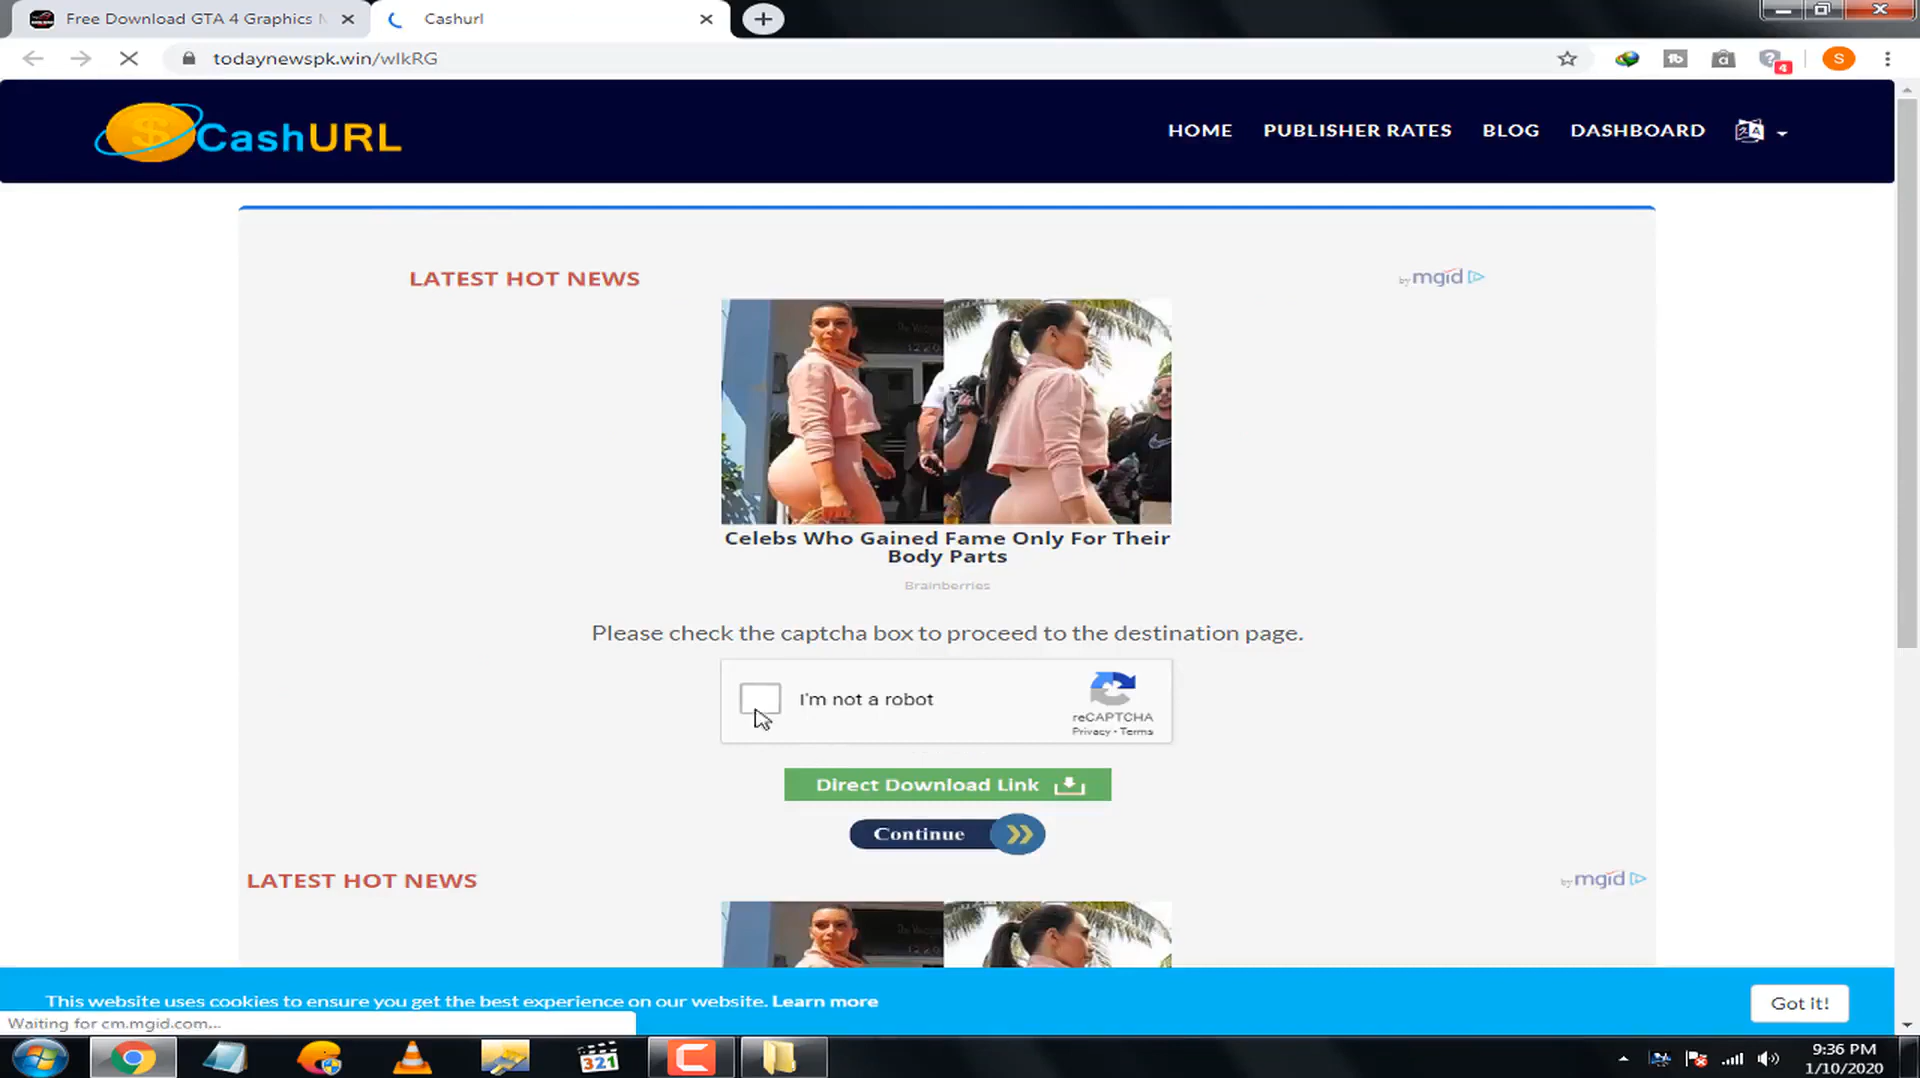 Free Download GTA 4 Graphics
Cashurl
todaynewspk.win/wlkRG
4
S
CashURL
HOME
PUBLISHER RATES
BLOG
DASHBOARD
LATEST HOT NEWS
by mgid
Celebs Who Gained Fame Only For Their
Body Parts
Brainberries
Please check the captcha box to proceed to the destination page.
I'm not a robot
reCAPTCHA
Privacy - Terms
Direct Download Link
Continue
LATEST HOT NEWS
by mgid
This website uses cookies to ensure you get the best experience on our website. Learn more
Got it!
Waiting for cm.mgid.com...
321
9:36 PM
1/10/2020